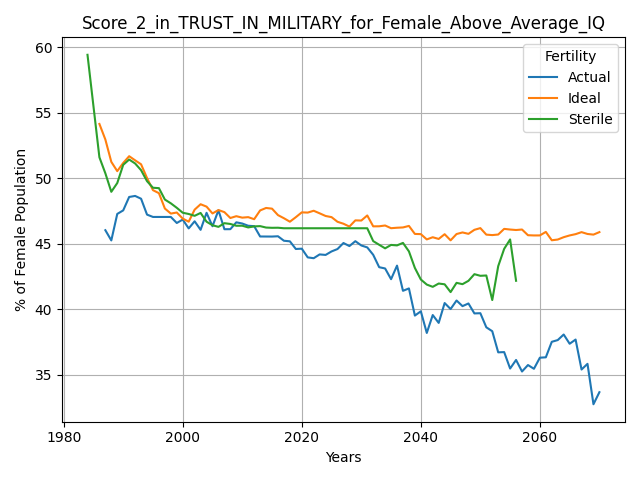 Score_2_in_TRUST_IN_MILITARY_for_Female_Above_Average_IQ
Fertility
Actual
Ideal
Sterile
% of Female Population
60
55
50
45
40
35
1980
2000
2020
2040
2060
Years